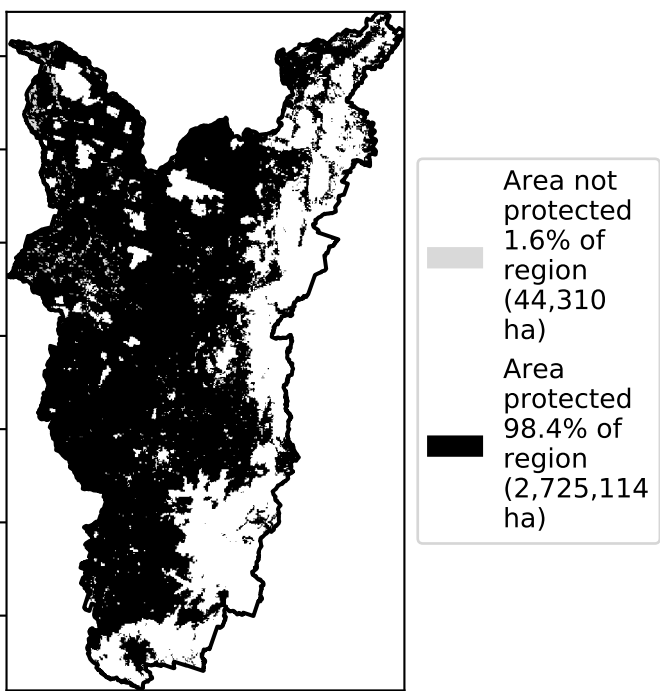 Area not
protected
1.6% of
region
(44,310
ha)
Area
protected
98.4% of
region
(2,725,114
ha)